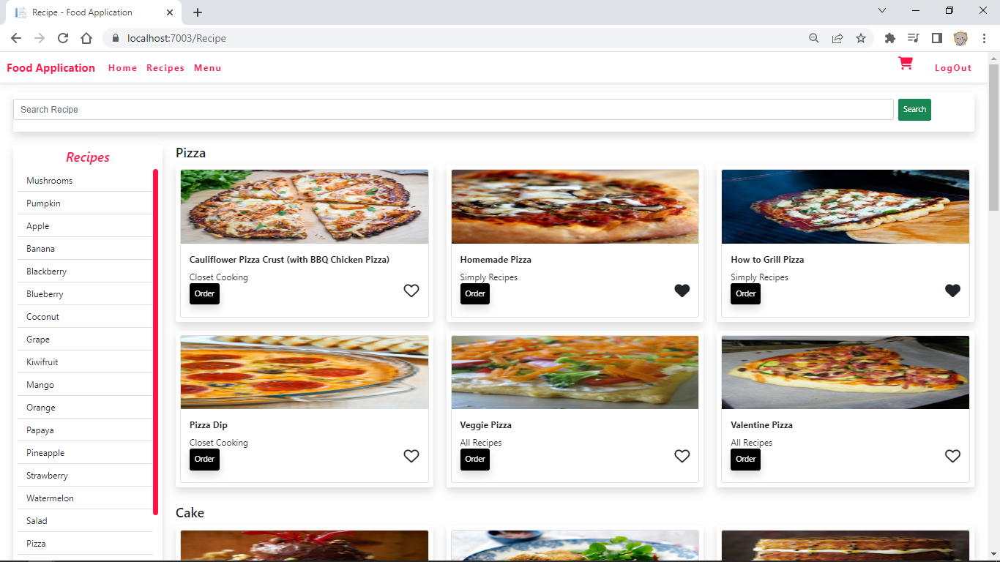 Recipe - Food Application
localhost:7003/Recipe
Food Application
Home
Recipes
Menu
LogOut
Search Recipe
Search
Recipes
Mushrooms
Pumpkin
Apple
Banana
Blackberry
Blueberry
Coconut
Grape
Kiwifruit
Mango
Orange
Papaya
Pineapple
Strawberry
Watermelon
Salad
Pizza
Pizza
Cauliflower Pizza Crust (with BBQ Chicken Pizza)
Closet Cooking
Order
Homemade Pizza
Simply Recipes
Order
How to Grill Pizza
Simply Recipes
Order
Pizza Dip
Closet Cooking
Order
Veggie Pizza
All Recipes
Order
Valentine Pizza
All Recipes
Order
Cake